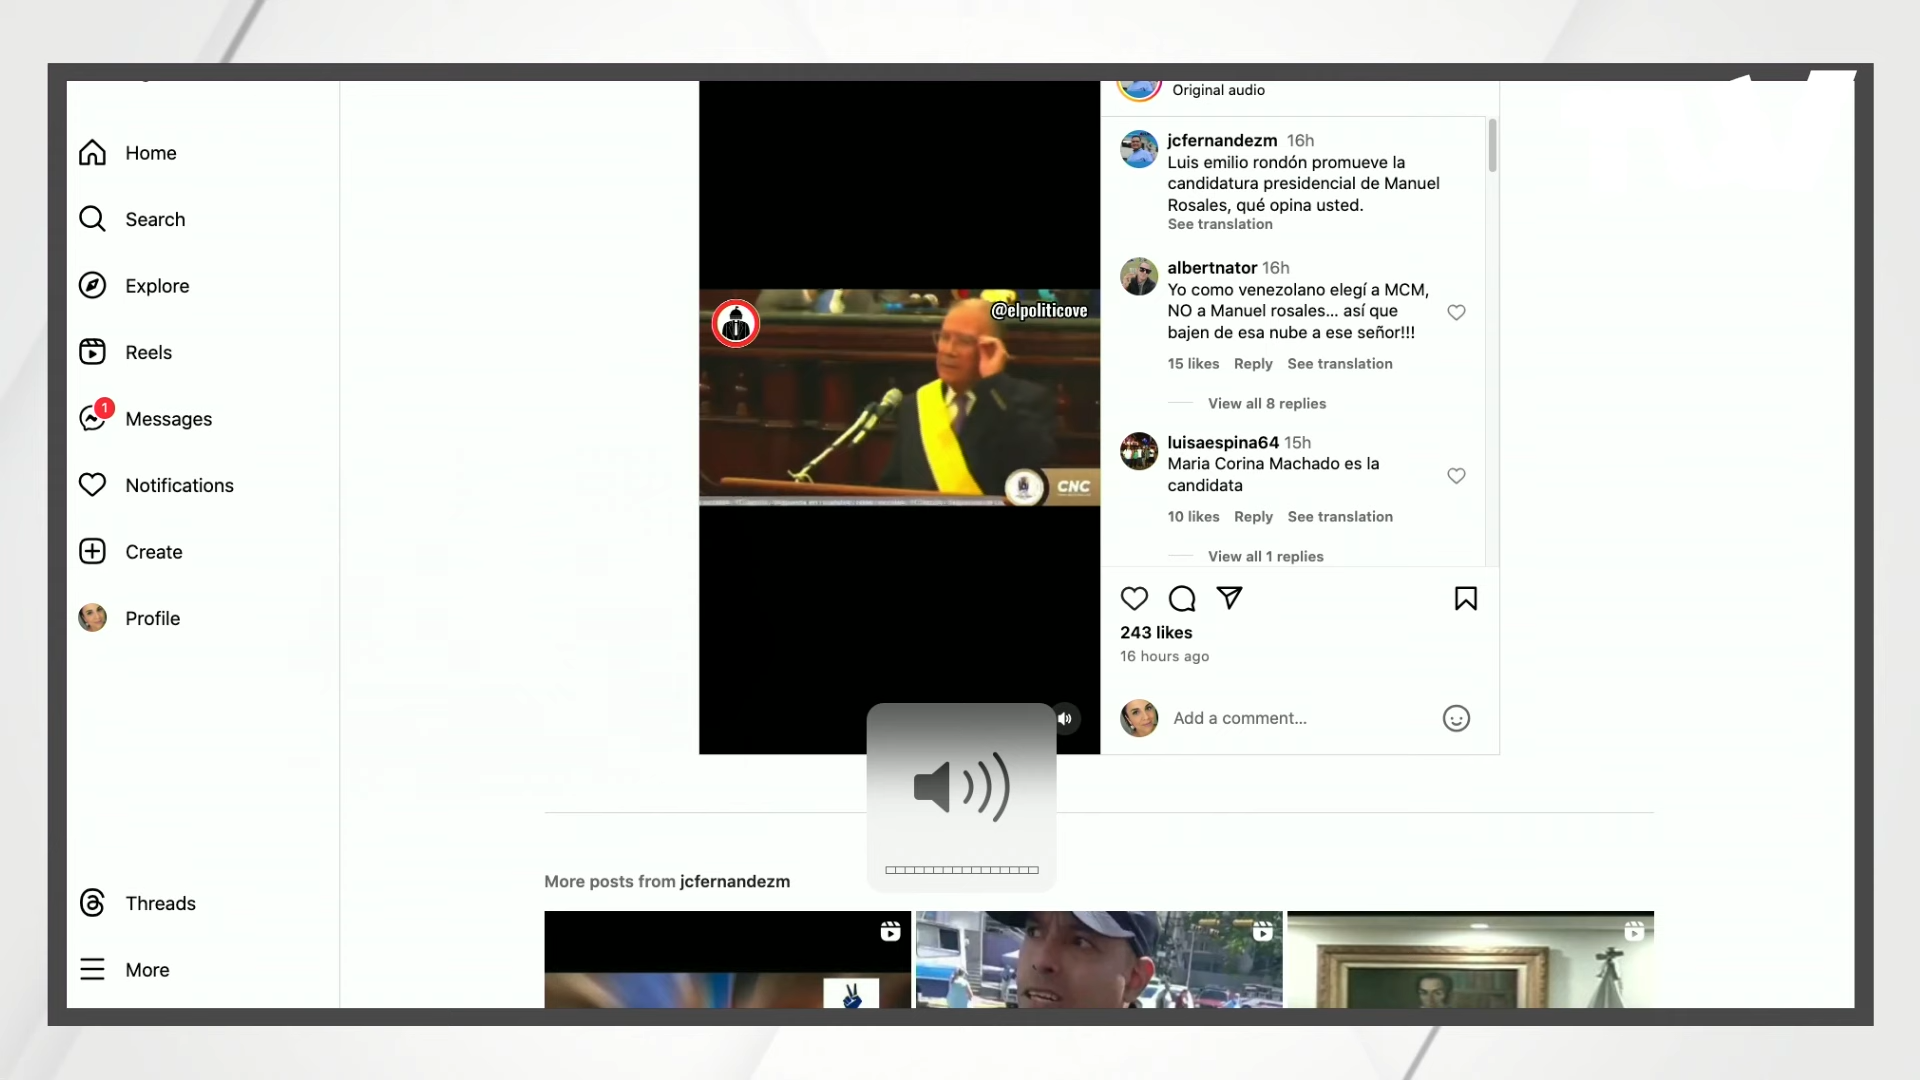 Home
Search
Explore
Reels
1
Messages
Notifications
Create
Profile
Threads
More
@elpoliticove
CNC
Original audio
jcfernandezm 16h
Luis emilio rondón promueve la
candidatura presidencial de Manuel
Rosales, qué opina usted.
See translation
albertnator 16h
Yo como venezolano elegí a MCM,
NO a Manuel rosales... así que
bajen de esa nube a ese señor!!!
15 likes Reply See translation
View all 8 replies
luisaespina64 15h
Maria Corina Machado es la
candidata
10 likes Reply See translation
View all 1 replies
243 likes
16 hours ago
Add a comment...
More posts from jcfernandezm